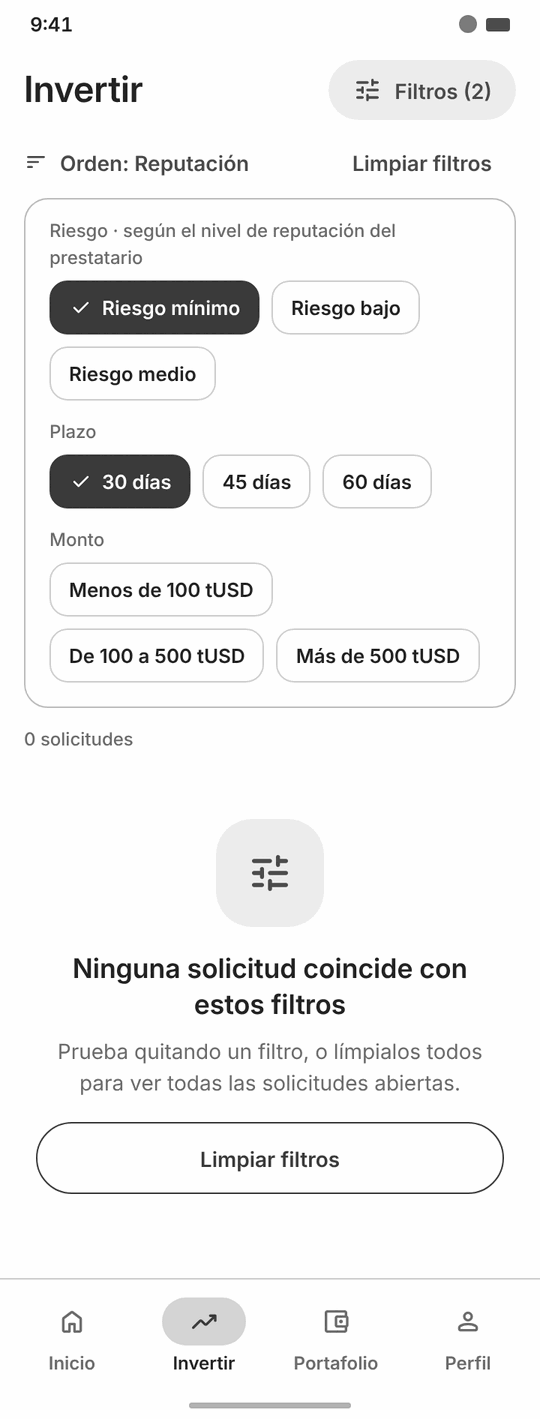 9:41
Invertir
Filtros (2)
Orden: Reputación
Limpiar filtros
Riesgo · según el nivel de reputación del
prestatario
Riesgo mínimo
Riesgo bajo
Riesgo medio
Plazo
30 días
45 días
60 días
Monto
Menos de 100 tUSD
De 100 a 500 tUSD
Más de 500 tUSD
0 solicitudes
Ninguna solicitud coincide con
estos filtros
Prueba quitando un filtro, o límpialos todos
para ver todas las solicitudes abiertas.
Limpiar filtros
Inicio
Invertir
Portafolio
Perfil